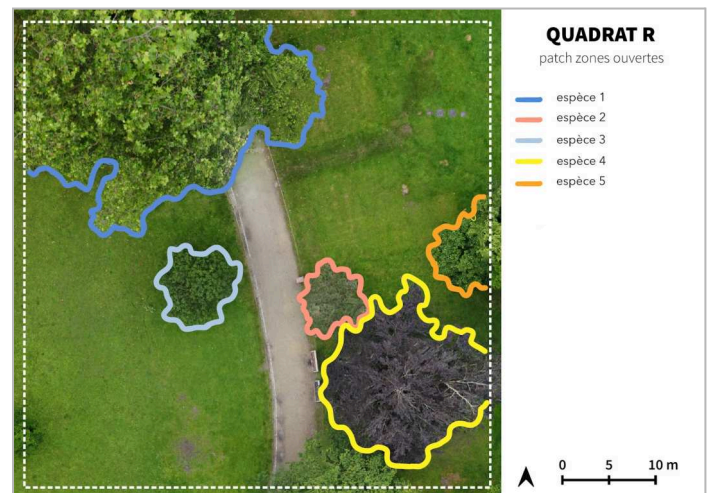 QUADRAT R
patch zones ouvertes
espèce 1
espèce 2
espèce 3
espèce 4
espèce 5
0 5 10 m